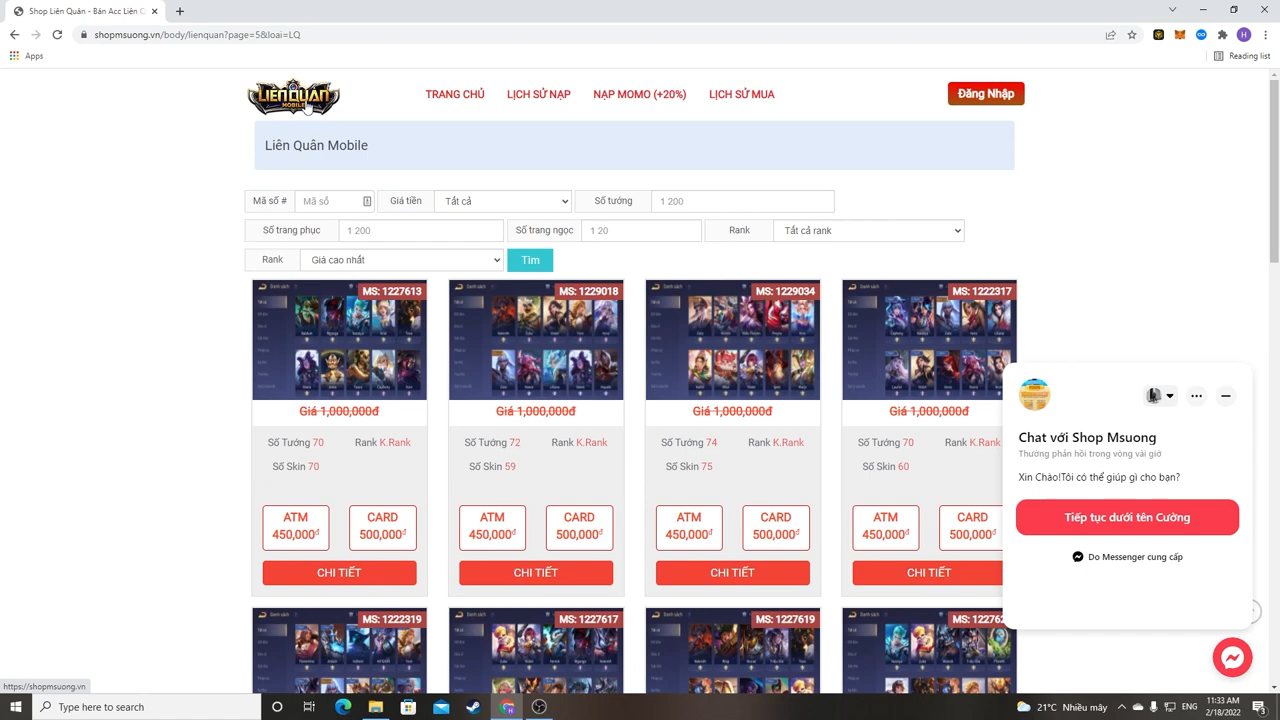 Shop Liên Quân - Bán Acc Liên C
shopmsuong.vn/body/lienquan?page=5&loai=LQ
H
Apps
Reading list
LIÊN QUÂN
MOBILE
TRANG CHỦ
LỊCH SỬ NẠP
NẠP MOMO (+20%)
LỊCH SỬ MUA
Đăng Nhập
Liên Quân Mobile
Mã số # Mã số Giá tiền Tất cả Số tướng 1 200
Số trang phục 1 200 Số trang ngọc 1 20 Rank Tất cả rank
Rank Giá cao nhất Tìm
MS: 1227613 MS: 1229018 MS: 1229034 MS: 1222317
Giá 1,000,000đ Giá 1,000,000đ Giá 1,000,000đ Giá 1,000,000đ
Số Tướng 70 Rank K.Rank Số Tướng 72 Rank K.Rank Số Tướng 74 Rank K.Rank Số Tướng 70 Rank K.Rank
Số Skin 70 Số Skin 59 Số Skin 75 Số Skin 60
ATM CARD ATM CARD ATM CARD ATM CARD
450,000đ 500,000đ 450,000đ 500,000đ 450,000đ 500,000đ 450,000đ 500,000đ
CHI TIẾT CHI TIẾT CHI TIẾT CHI TIẾT
MS: 1222319 MS: 1227617 MS: 1227619 MS: 122762
Chat với Shop Msuong
Thường phản hồi trong vòng vài giờ
Xin Chào!Tôi có thể giúp gì cho bạn?
Tiếp tục dưới tên Cường
Do Messenger cung cấp
https://shopmsuong.vn
Type here to search
21°C Nhiều mây
ENG
11:33 AM
2/18/2022
3